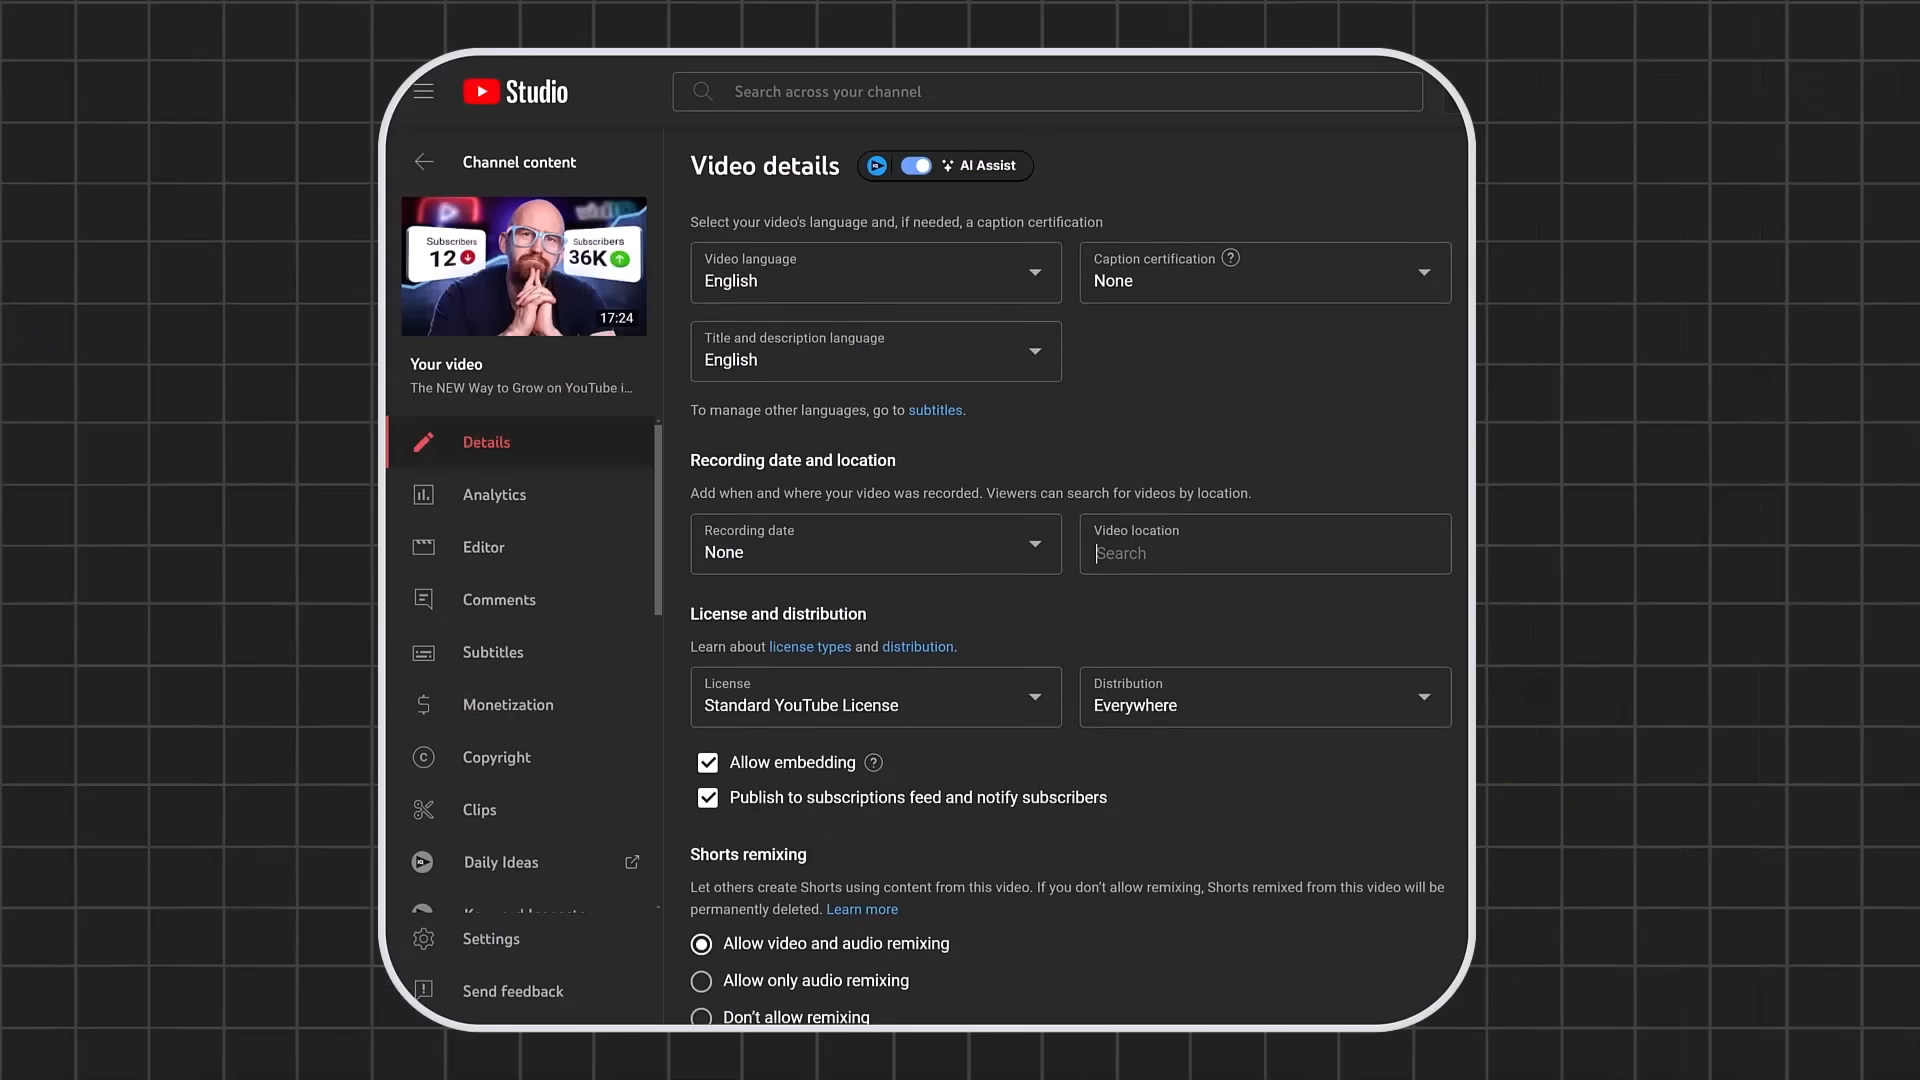 Studio
Search across your channel
Channel content
Subscribers
12
Subscribers
36K
17:24
Your video
The NEW Way to Grow on YouTube i...
Details
Analytics
Editor
Comments
Subtitles
Monetization
Copyright
Clips
Daily Ideas
Settings
Send feedback
Video details
AI Assist
Select your video's language and, if needed, a caption certification
Video language
English
Caption certification
None
Title and description language
English
To manage other languages, go to subtitles.
Recording date and location
Add when and where your video was recorded. Viewers can search for videos by location.
Recording date
None
Video location
Search
License and distribution
Learn about license types and distribution.
License
Standard YouTube License
Distribution
Everywhere
Allow embedding
Publish to subscriptions feed and notify subscribers
Shorts remixing
Let others create Shorts using content from this video. If you don't allow remixing, Shorts remixed from this video will be
permanently deleted. Learn more
Allow video and audio remixing
Allow only audio remixing
Don't allow remixing